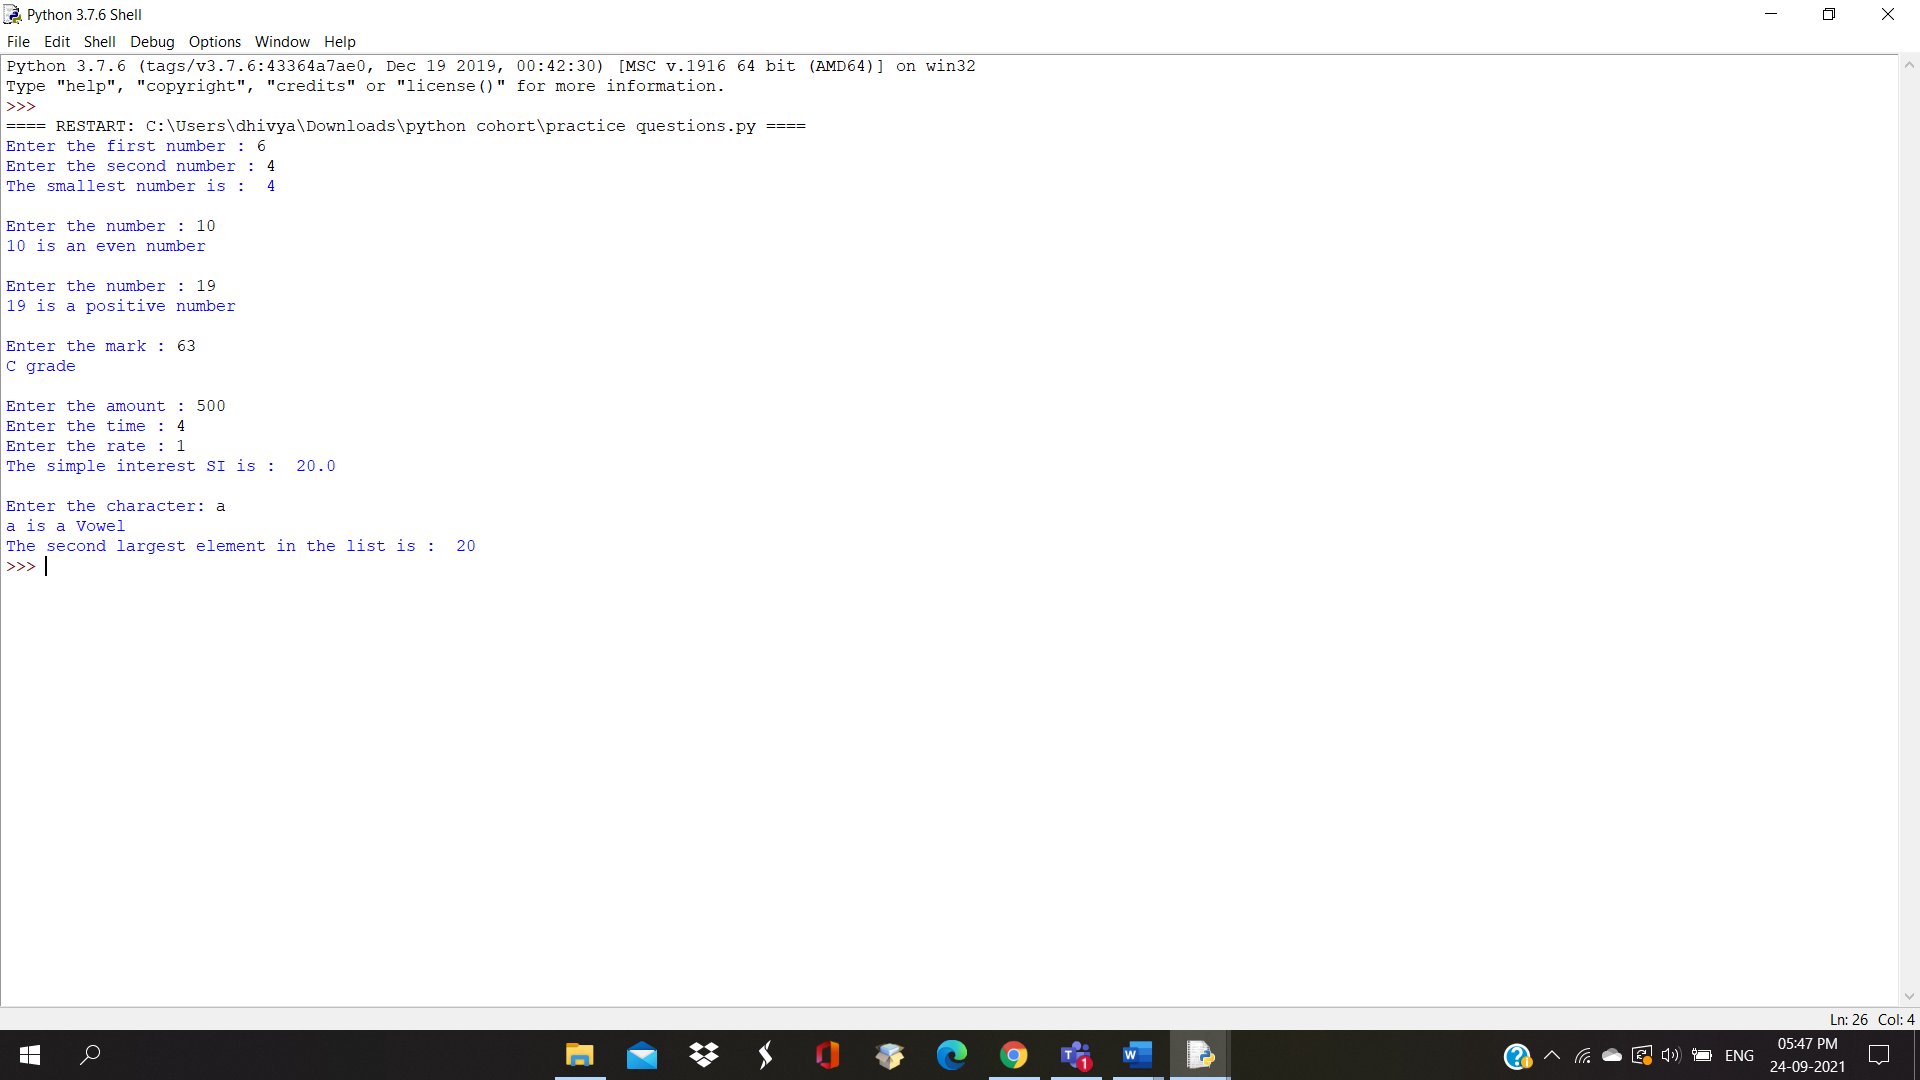 Python 3.7.6 Shell
File Edit Shell Debug Options Window Help
Python 3.7.6 (tags/v3.7.6:43364a7ae0, Dec 19 2019, 00:42:30) [MSC v.1916 64 bit (AMD64)] on win32
Type "help", "copyright", "credits" or "license()" for more information.
>>>
==== RESTART: C:\Users\dhivya\Downloads\python cohort\practice questions.py ====
Enter the first number : 6
Enter the second number : 4
The smallest number is :  4
Enter the number : 10
10 is an even number
Enter the number : 19
19 is a positive number
Enter the mark : 63
C grade
Enter the amount : 500
Enter the time : 4
Enter the rate : 1
The simple interest SI is :  20.0
Enter the character: a
a is a Vowel
The second largest element in the list is :  20
>>>
Ln: 26 Col: 4
ENG
05:47 PM
24-09-2021
1